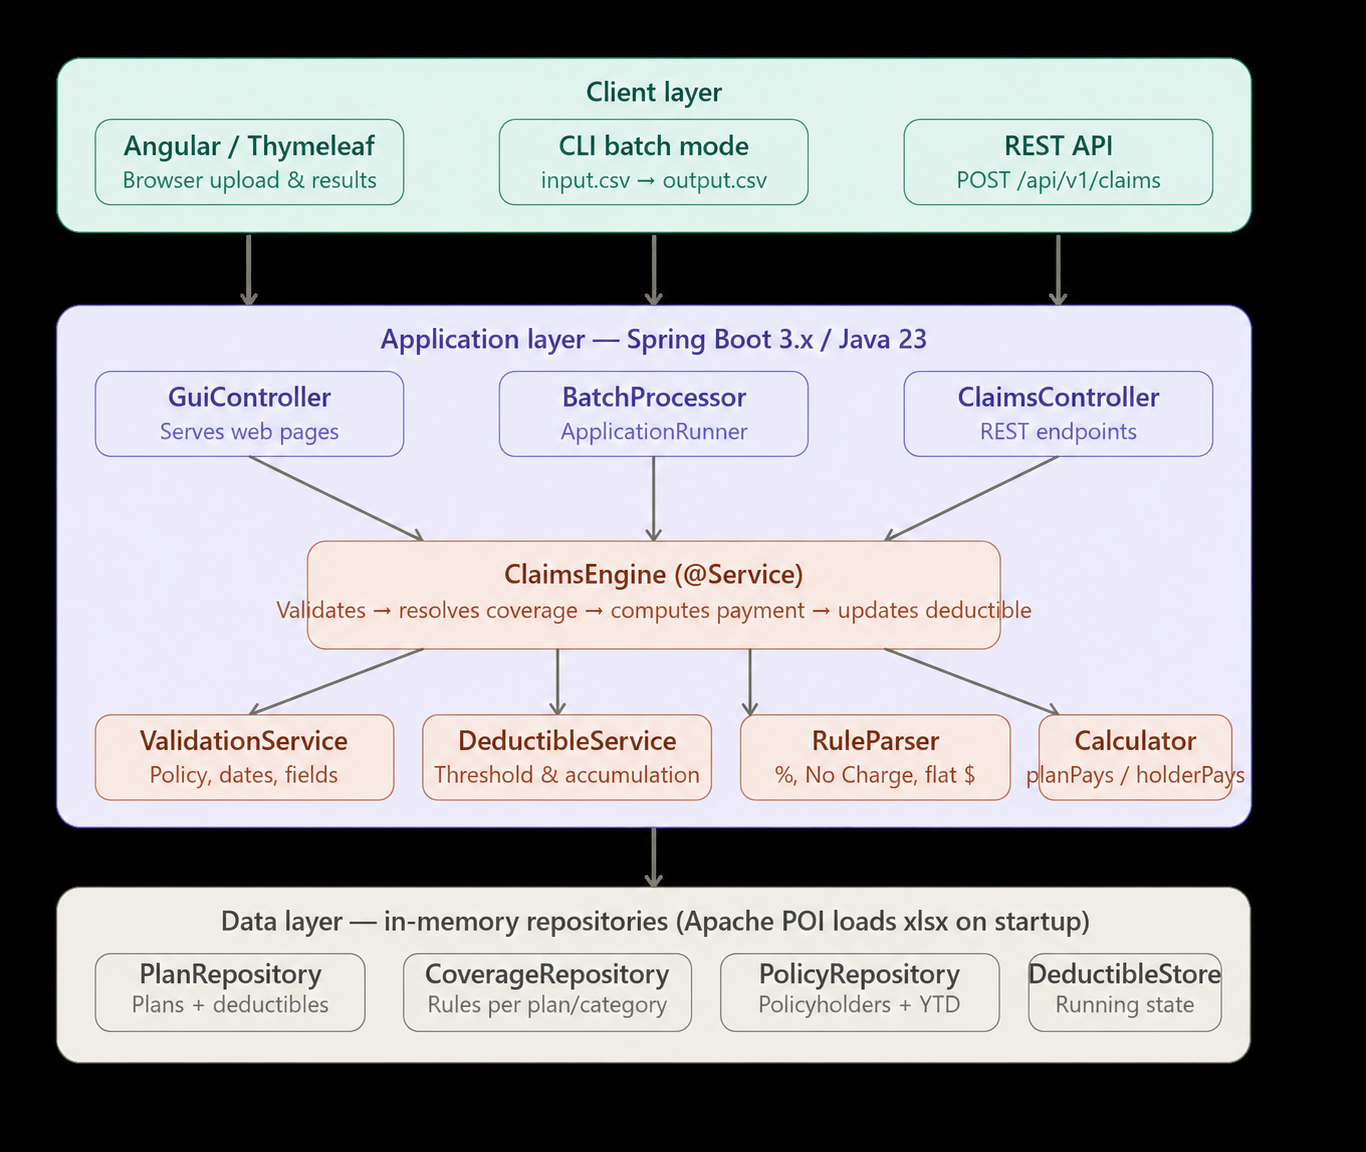 Client layer
Angular / Thymeleaf
Browser upload & results
CLI batch mode
input.csv → output.csv
REST API
POST /api/v1/claims
Application layer — Spring Boot 3.x / Java 23
GuiController
Serves web pages
BatchProcessor
ApplicationRunner
ClaimsController
REST endpoints
ClaimsEngine (@Service)
Validates → resolves coverage → computes payment → updates deductible
ValidationService
Policy, dates, fields
DeductibleService
Threshold & accumulation
RuleParser
%, No Charge, flat $
Calculator
planPays / holderPays
Data layer — in-memory repositories (Apache POI loads xlsx on startup)
PlanRepository
Plans + deductibles
CoverageRepository
Rules per plan/category
PolicyRepository
Policyholders + YTD
DeductibleStore
Running state